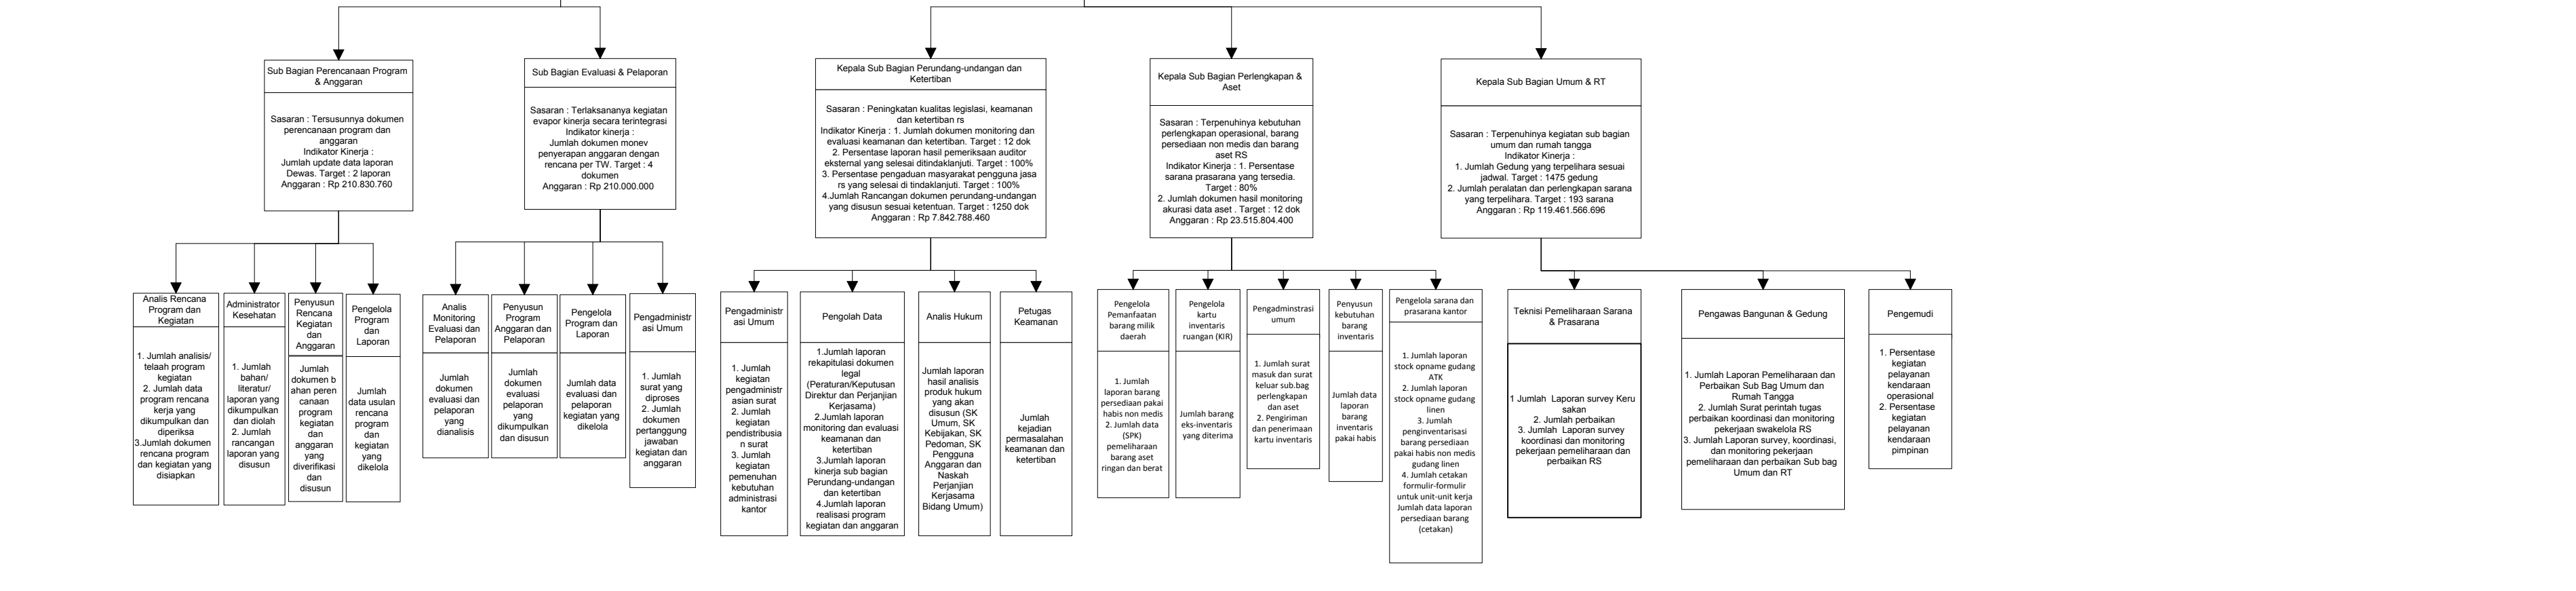 Sub Bagian Perencanaan Program
& Anggaran
Sasaran : Tersusunnya dokumen
perencanaan program dan
anggaran
Indikator Kinerja :
Jumlah update data laporan
Dewas. Target : 2 laporan
Anggaran : Rp 210.830.760
Sub Bagian Evaluasi & Pelaporan
Sasaran : Terlaksananya kegiatan
evapor kinerja secara terintegrasi
Indikator kinerja :
Jumlah dokumen monev
penyerapan anggaran dengan
rencana per TW. Target : 4
dokumen
Anggaran : Rp 210.000.000
Kepala Sub Bagian Perundang-undangan dan
Ketertiban
Sasaran : Peningkatan kualitas legislasi, keamanan
dan ketertiban rs
Indikator Kinerja : 1. Jumlah dokumen monitoring dan
evaluasi keamanan dan ketertiban. Target : 12 dok
2. Persentase laporan hasil pemeriksaan auditor
eksternal yang selesai ditindaklanjuti. Target : 100%
3. Persentase pengaduan masyarakat pengguna jasa
rs yang selesai di tindaklanjuti. Target : 100%
4.Jumlah Rancangan dokumen perundang-undangan
yang disusun sesuai ketentuan. Target : 1250 dok
Anggaran : Rp 7.842.788.460
Kepala Sub Bagian Perlengkapan &
Aset
Sasaran : Terpenuhinya kebutuhan
perlengkapan operasional, barang
persediaan non medis dan barang
aset RS
Indikator Kinerja : 1. Persentase
sarana prasarana yang tersedia.
Target : 80%
2. Jumlah dokumen hasil monitoring
akurasi data aset . Target : 12 dok
Anggaran : Rp 23.515.804.400
Kepala Sub Bagian Umum & RT
Sasaran : Terpenuhinya kegiatan sub bagian
umum dan rumah tangga
Indikator Kinerja :
1. Jumlah Gedung yang terpelihara sesuai
jadwal. Target : 1475 gedung
2. Jumlah peralatan dan perlengkapan sarana
yang terpelihara. Target : 193 sarana
Anggaran : Rp 119.461.566.696
Analis Rencana
Program dan
Kegiatan
1. Jumlah analisis/
telaah program
kegiatan
2. Jumlah data
program rencana
kerja yang
dikumpulkan dan
diperiksa
3.Jumlah dokumen
rencana program
dan kegiatan yang
disiapkan
Administrator
Kesehatan
1. Jumlah
bahan/
literatur/
laporan yang
dikumpulkan
dan diolah
2. Jumlah
rancangan
laporan yang
disusun
Penyusun
Rencana
Kegiatan
dan
Anggaran
Jumlah
dokumen b
ahan peren
canaan
program
kegiatan
dan
anggaran
yang
diverifikasi
dan
disusun
Pengelola
Program
dan
Laporan
Jumlah
data usulan
rencana
program
dan
kegiatan
yang
dikelola
Analis
Monitoring
Evaluasi dan
Pelaporan
Jumlah
dokumen
evaluasi dan
pelaporan
yang
dianalisis
Penyusun
Program
Anggaran dan
Pelaporan
Jumlah
dokumen
evaluasi
pelaporan
yang
dikumpulkan
dan disusun
Pengelola
Program dan
Laporan
Jumlah data
evaluasi dan
pelaporan
kegiatan yang
dikelola
Pengadministr
asi Umum
1. Jumlah
surat yang
diproses
2. Jumlah
dokumen
pertanggung
jawaban
kegiatan dan
anggaran
Pengadministr
asi Umum
1. Jumlah
kegiatan
pengadministr
asian surat
2. Jumlah
kegiatan
pendistribusia
n surat
3. Jumlah
kegiatan
pemenuhan
kebutuhan
administrasi
kantor
Pengolah Data
1.Jumlah laporan
rekapitulasi dokumen
legal
(Peraturan/Keputusan
Direktur dan Perjanjian
Kerjasama)
2.Jumlah laporan
monitoring dan evaluasi
keamanan dan
ketertiban
3.Jumlah laporan
kinerja sub bagian
Perundang-undangan
dan ketertiban
4.Jumlah laporan
realisasi program
kegiatan dan anggaran
Analis Hukum
Jumlah laporan
hasil analisis
produk hukum
yang akan
disusun (SK
Umum, SK
Kebijakan, SK
Pedoman, SK
Pengguna
Anggaran dan
Naskah
Perjanjian
Kerjasama
Bidang Umum)
Petugas
Keamanan
Jumlah
kejadian
permasalahan
keamanan dan
ketertiban
Pengelola
Pemanfaatan
barang milik
daerah
1. Jumlah
laporan barang
persediaan pakai
habis non medis
2. Jumlah data
(SPK)
pemeliharaan
barang aset
ringan dan berat
Pengelola
kartu
inventaris
ruangan (KIR)
Jumlah barang
eks-inventaris
yang diterima
Pengadminstrasi
umum
1. Jumlah surat
masuk dan surat
keluar sub.bag
perlengkapan
dan aset
2. Pengiriman
dan penerimaan
kartu inventaris
Penyusun
kebutuhan
barang
inventaris
Jumlah data
laporan
barang
inventaris
pakai habis
Pengelola sarana dan
prasarana kantor
1. Jumlah laporan
stock opname gudang
ATK
2. Jumlah laporan
stock opname gudang
linen
3. Jumlah
penginventarisasi
barang persediaan
pakai habis non medis
gudang linen
4. Jumlah cetakan
formulir-formulir
untuk unit-unit kerja
Jumlah data laporan
persediaan barang
(cetakan)
Teknisi Pemeliharaan Sarana
& Prasarana
1 Jumlah Laporan survey Keru
sakan
2. Jumlah perbaikan
3. Jumlah Laporan survey
koordinasi dan monitoring
pekerjaan pemeliharaan dan
perbaikan RS
Pengawas Bangunan & Gedung
1. Jumlah Laporan Pemeliharaan dan
Perbaikan Sub Bag Umum dan
Rumah Tangga
2. Jumlah Surat perintah tugas
perbaikan koordinasi dan monitoring
pekerjaan swakelola RS
3. Jumlah Laporan survey, koordinasi,
dan monitoring pekerjaan
pemeliharaan dan perbaikan Sub bag
Umum dan RT
Pengemudi
1. Persentase
kegiatan
pelayanan
kendaraan
operasional
2. Persentase
kegiatan
pelayanan
kendaraan
pimpinan